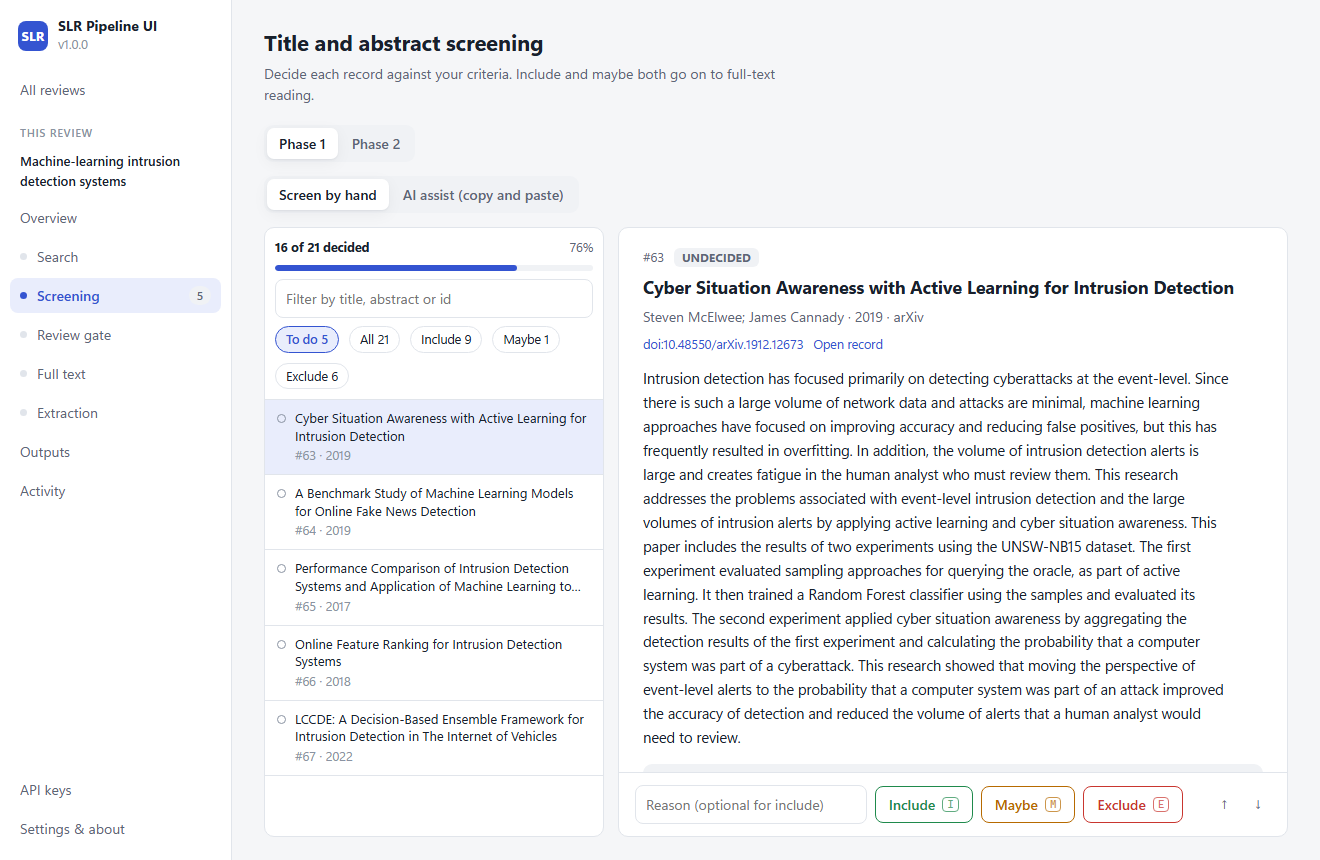 SLR
SLR Pipeline UI
v1.0.0
All reviews
THIS REVIEW
Machine-learning intrusion
detection systems
Overview
Search
Screening 5
Review gate
Full text
Extraction
Outputs
Activity
API keys
Settings & about
Title and abstract screening
Decide each record against your criteria. Include and maybe both go on to full-text
reading.
Phase 1 Phase 2
Screen by hand AI assist (copy and paste)
16 of 21 decided 76%
Filter by title, abstract or id
To do 5 All 21 Include 9 Maybe 1
Exclude 6
Cyber Situation Awareness with Active Learning for
Intrusion Detection
#63 · 2019
A Benchmark Study of Machine Learning Models
for Online Fake News Detection
#64 · 2019
Performance Comparison of Intrusion Detection
Systems and Application of Machine Learning to...
#65 · 2017
Online Feature Ranking for Intrusion Detection
Systems
#66 · 2018
LCCDE: A Decision-Based Ensemble Framework for
Intrusion Detection in The Internet of Vehicles
#67 · 2022
#63 UNDECIDED
Cyber Situation Awareness with Active Learning for Intrusion Detection
Steven McElwee; James Cannady · 2019 · arXiv
doi:10.48550/arXiv.1912.12673 Open record
Intrusion detection has focused primarily on detecting cyberattacks at the event-level. Since
there is such a large volume of network data and attacks are minimal, machine learning
approaches have focused on improving accuracy and reducing false positives, but this has
frequently resulted in overfitting. In addition, the volume of intrusion detection alerts is
large and creates fatigue in the human analyst who must review them. This research
addresses the problems associated with event-level intrusion detection and the large
volumes of intrusion alerts by applying active learning and cyber situation awareness. This
paper includes the results of two experiments using the UNSW-NB15 dataset. The first
experiment evaluated sampling approaches for querying the oracle, as part of active
learning. It then trained a Random Forest classifier using the samples and evaluated its
results. The second experiment applied cyber situation awareness by aggregating the
detection results of the first experiment and calculating the probability that a computer
system was part of a cyberattack. This research showed that moving the perspective of
event-level alerts to the probability that a computer system was part of an attack improved
the accuracy of detection and reduced the volume of alerts that a human analyst would
need to review.
Reason (optional for include) Include I Maybe M Exclude E ↑ ↓